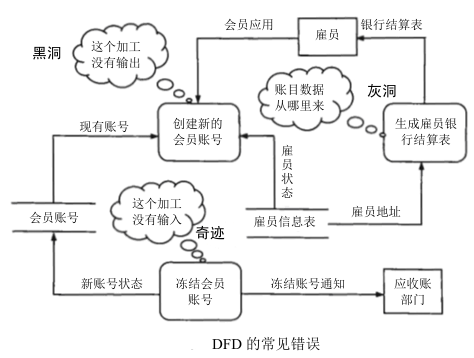 会员应用
雇员
银行结算表
黑洞
这个加工
没有输出
账目数据
从哪里来
灰洞
现有账号
创建新的
会员账号
雇员状态
生成雇员银
行结算表
这个加工
没有输入
奇迹
会员账号
雇员信息表
雇员地址
新账号状态
冻结会员
账号
冻结账号通知
应收账
部门
DFD 的常见错误